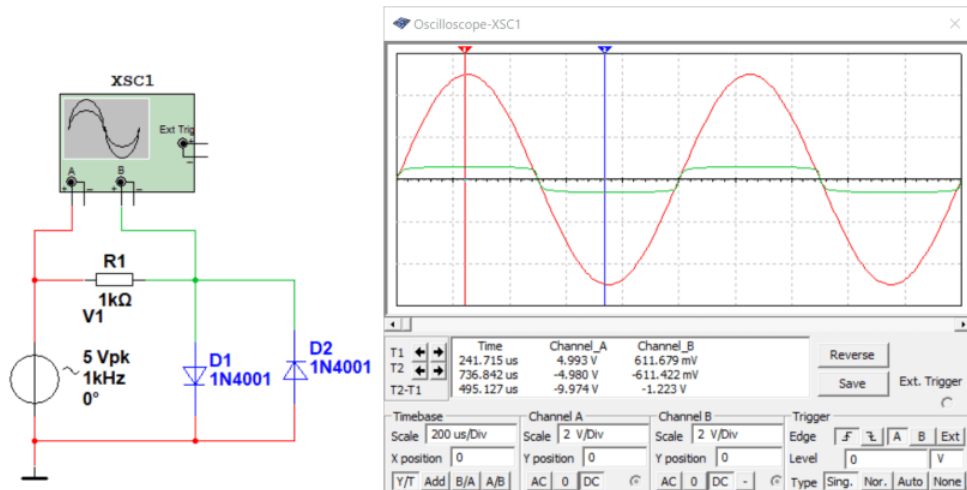 XSC1
Ext Trig
+
−
A
B
+ − + −
R1
1kΩ
V1
5 Vpk
1kHz
0°
D1
1N4001
D2
1N4001
Oscilloscope-XSC1
Time Channel_A Channel_B
T1 241.715 us 4.993 V 611.679 mV
T2 736.842 us -4.980 V -611.422 mV
T2-T1 495.127 us -9.974 V -1.223 V
Reverse
Save
Ext. Trigger
Timebase
Scale 200 us/Div
X position 0
Y/T Add B/A A/B
Channel A
Scale 2 V/Div
Y position 0
AC 0 DC
Channel B
Scale 2 V/Div
Y position 0
AC 0 DC -
Trigger
Edge A B Ext
Level 0 V
Type Sing. Nor. Auto None